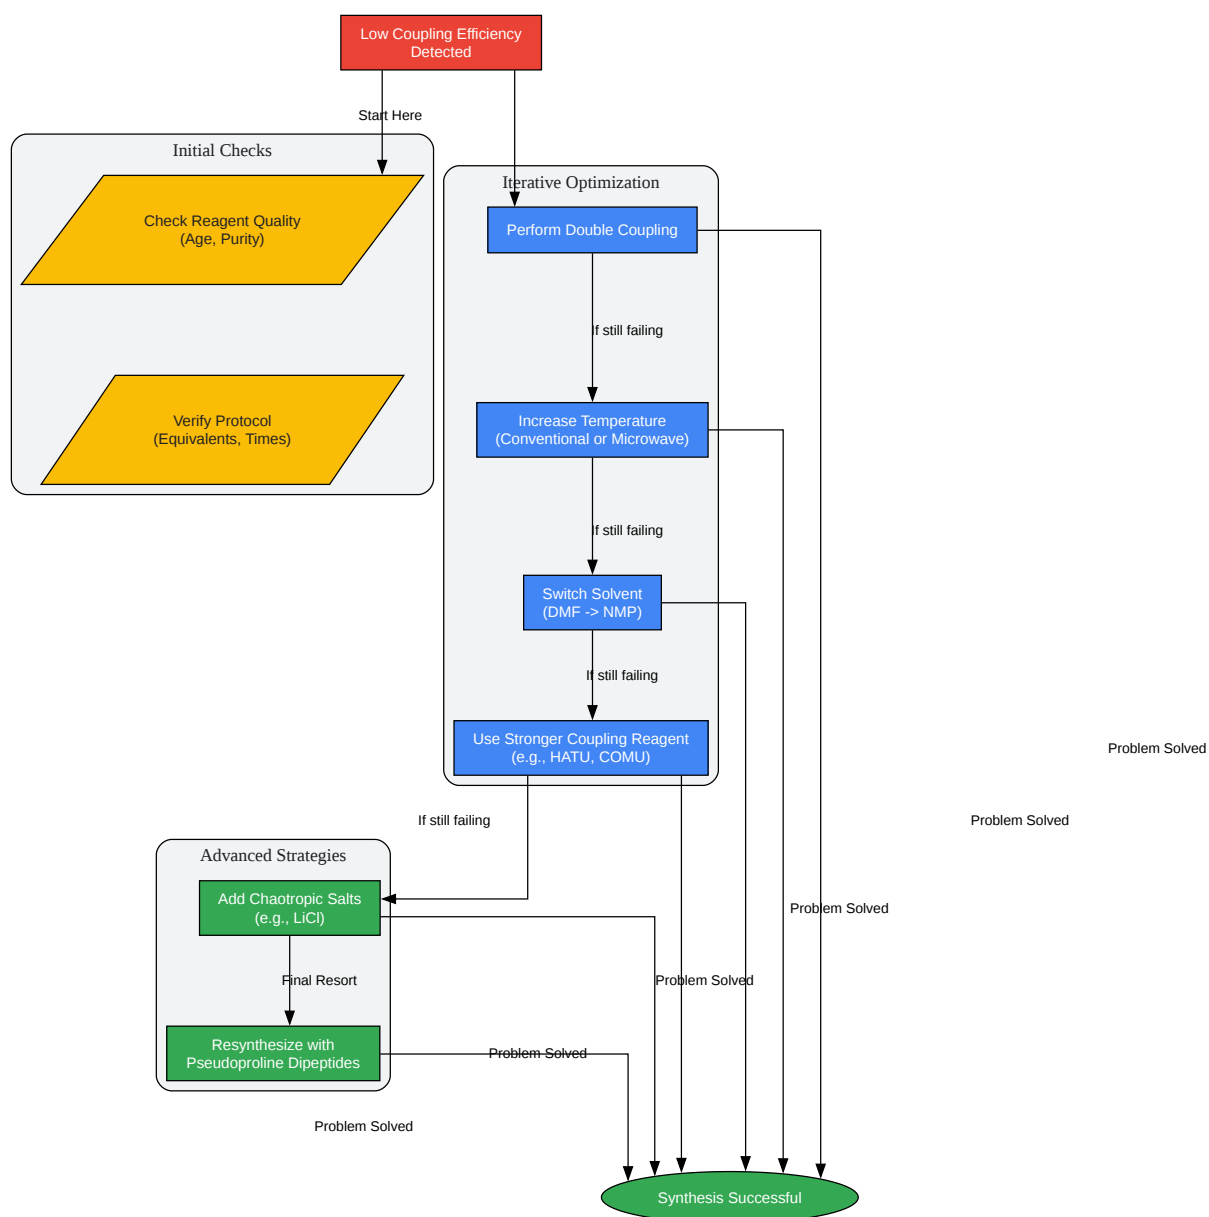 Low Coupling Efficiency
Detected
Start Here
Initial Checks
Check Reagent Quality
(Age, Purity)
Verify Protocol
(Equivalents, Times)
Iterative Optimization
Perform Double Coupling
If still failing
Increase Temperature
(Conventional or Microwave)
If still failing
Switch Solvent
(DMF -> NMP)
If still failing
Use Stronger Coupling Reagent
(e.g., HATU, COMU)
Problem Solved
If still failing
Problem Solved
Advanced Strategies
Add Chaotropic Salts
(e.g., LiCl)
Problem Solved
Final Resort
Problem Solved
Resynthesize with
Pseudoproline Dipeptides
Problem Solved
Problem Solved
Synthesis Successful